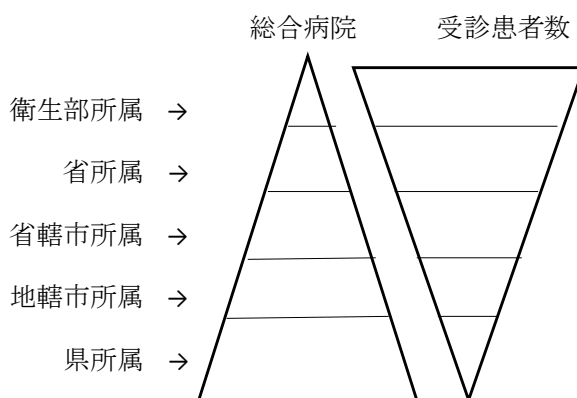 総合病院 受診患者数
衛生部所属 →
省所属 →
省轄市所属 →
地轄市所属 →
県所属 →